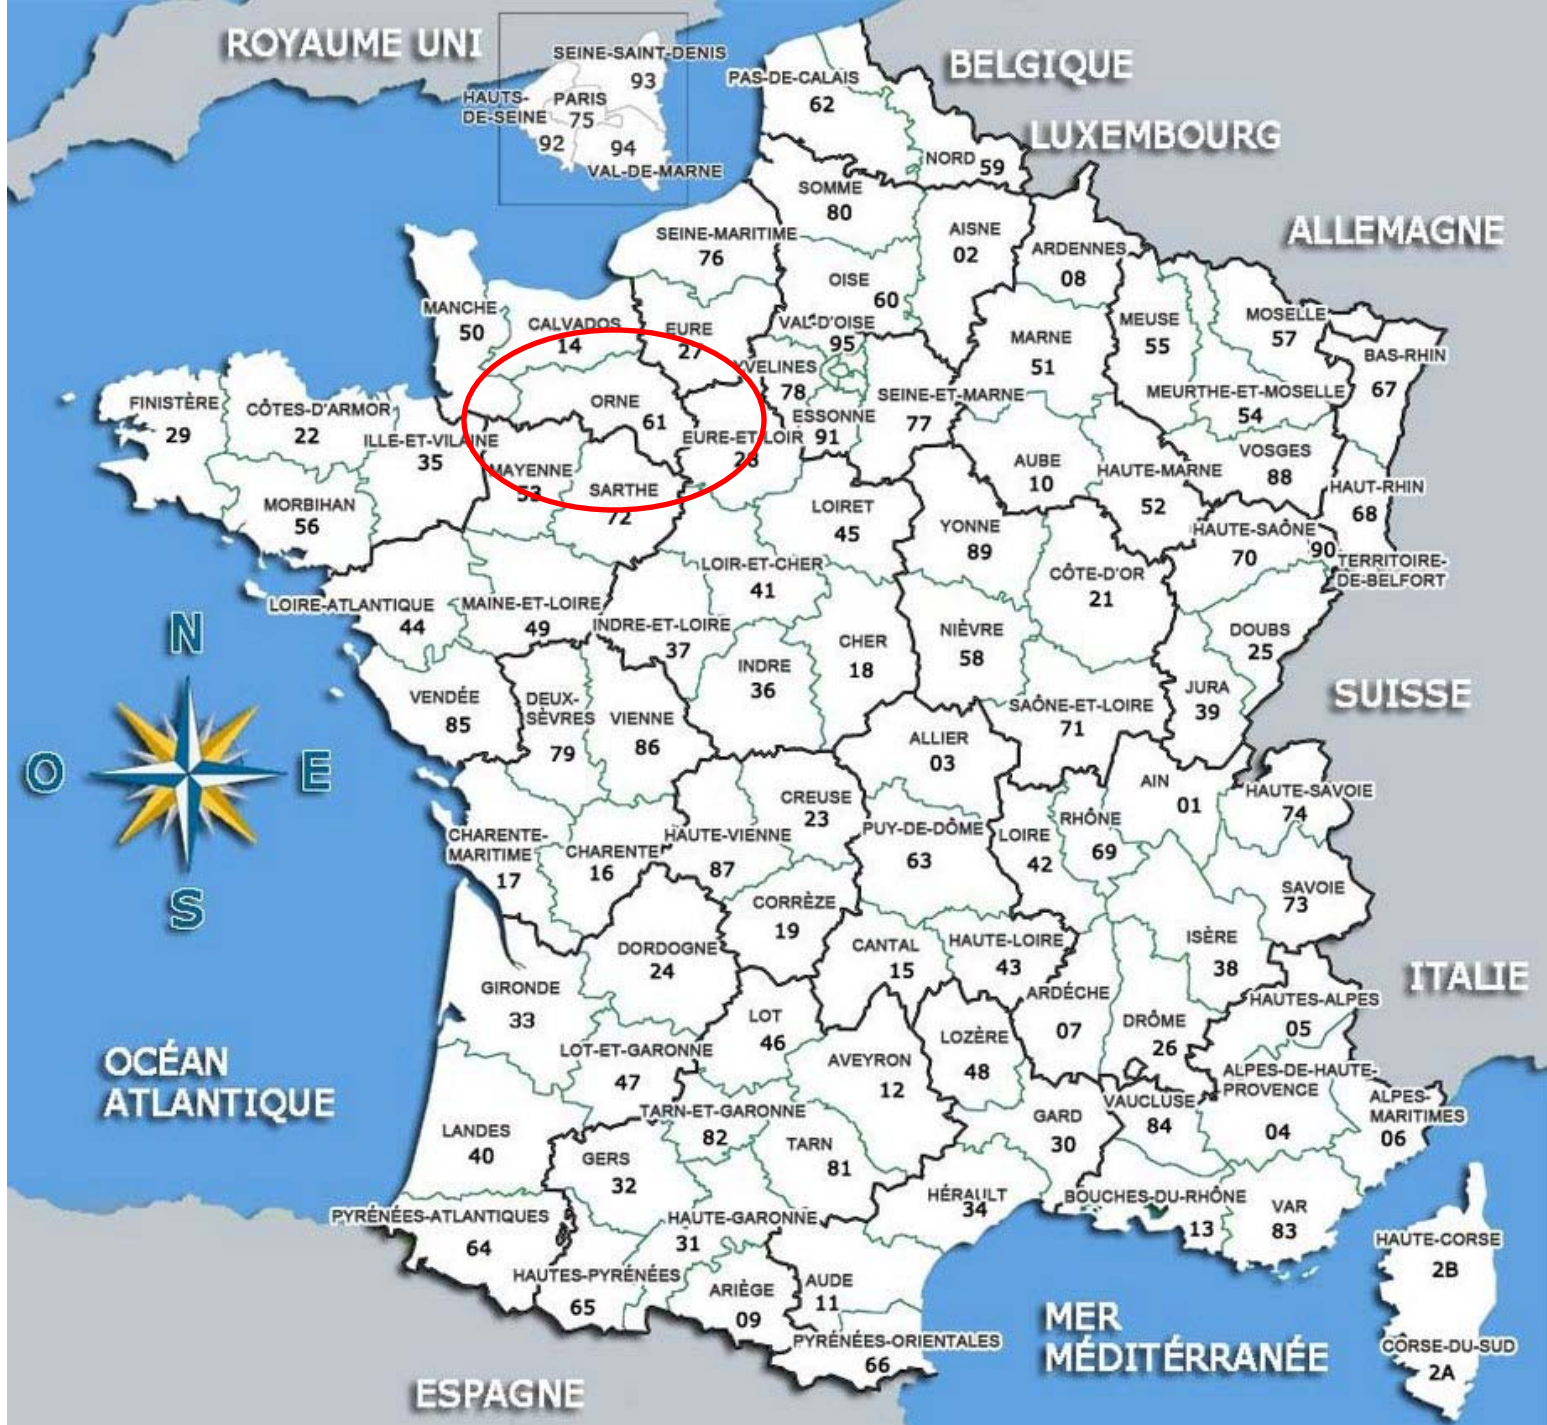 ROYAUME UNI
SEINE-SAINT-DENIS
93
HAUTS-
DE-SEINE
PARIS
75
92
94
VAL-DE-MARNE
BELGIQUE
LUXEMBOURG
ALLEMAGNE
PAS-DE-CALAIS
62
NORD 59
SOMME
80
AISNE
02
ARDENNES
08
SEINE-MARITIME
76
OISE
60
MANCHE
50
CALVADOS
14
EURE
27
VAL-D'OISE
95
MARNE
51
MEUSE
55
MOSELLE
57
BAS-RHIN
67
YVELINES
78
SEINE-ET-MARNE
77
MEURTHE-ET-MOSELLE
54
FINISTÈRE
29
CÔTES-D'ARMOR
22
ILLE-ET-VILAINE
35
ORNE
61
EURE-ET-LOIR
28
ESSONNE
91
AUBE
10
HAUTE-MARNE
52
VOSGES
88
HAUT-RHIN
68
MORBIHAN
56
MAYENNE
53
SARTHE
72
LOIRET
45
YONNE
89
HAUTE-SAÔNE
70
90
TERRITOIRE-
DE-BELFORT
LOIR-ET-CHER
41
CÔTE-D'OR
21
LOIRE-ATLANTIQUE
44
MAINE-ET-LOIRE
49
INDRE-ET-LOIRE
37
CHER
18
NIÈVRE
58
DOUBS
25
N
O
E
S
INDRE
36
VENDÉE
85
DEUX-
SÈVRES
79
VIENNE
86
SAÔNE-ET-LOIRE
71
JURA
39
SUISSE
ALLIER
03
AIN
01
HAUTE-SAVOIE
74
CREUSE
23
CHARENTE-
MARITIME
17
CHARENTE
16
HAUTE-VIENNE
87
PUY-DE-DÔME
63
LOIRE
42
RHÔNE
69
SAVOIE
73
CORRÈZE
19
DORDOGNE
24
CANTAL
15
HAUTE-LOIRE
43
ISÈRE
38
ITALIE
GIRONDE
33
LOT
46
ARDÉCHE
07
DRÔME
26
HAUTES-ALPES
05
OCÉAN
ATLANTIQUE
LOT-ET-GARONNE
47
AVEYRON
12
LOZÈRE
48
ALPES-DE-HAUTE-
PROVENCE
04
LANDES
40
TARN-ET-GARONNE
82
TARN
81
GARD
30
VAUCLUSE
84
ALPES-
MARITIMES
06
GERS
32
PYRÉNÉES-ATLANTIQUES
64
HAUTE-GARONNE
31
HÉRAULT
34
BOUCHES-DU-RHÔNE
13
VAR
83
HAUTES-PYRÉNÉES
65
ARIÈGE
09
AUDE
11
HAUTE-CORSE
2B
PYRÉNÉES-ORIENTALES
66
MER
MÉDITÉRRANÉE
CORSE-DU-SUD
2A
ESPAGNE